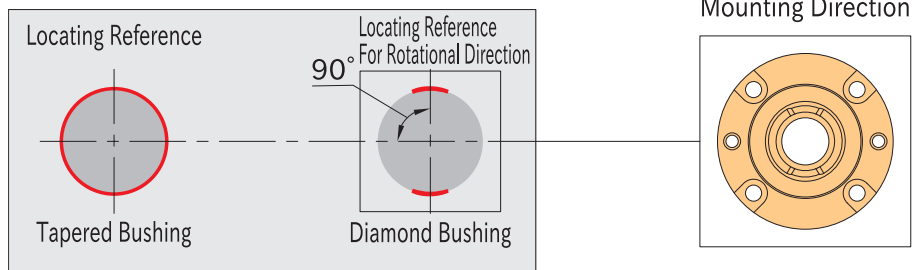 Locating Reference
Locating Reference
For Rotational Direction
90°
Tapered Bushing
Diamond Bushing
Mounting Direction